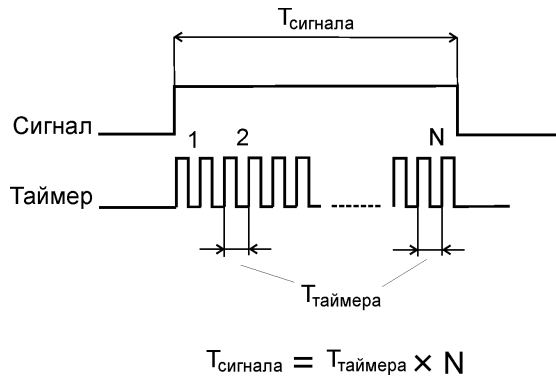 Tсигнала
Сигнал
1 2 N
Таймер
Tтаймера
Tсигнала = Tтаймера × N